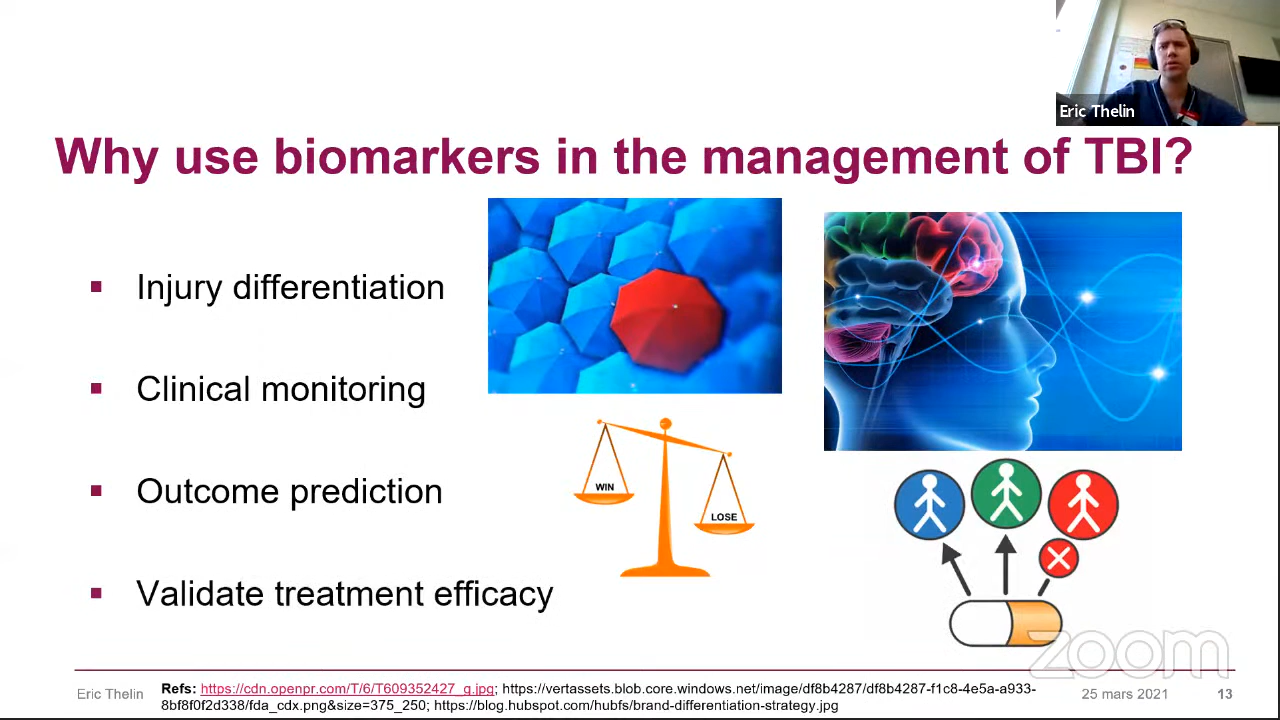 Eric Thelin
Why use biomarkers in the management of TBI?
▪ Injury differentiation
▪ Clinical monitoring
▪ Outcome prediction
▪ Validate treatment efficacy
WIN
LOSE
zoom
Eric Thelin
Refs: https://cdn.openpr.com/T/6/T609352427_g.jpg; https://vertassets.blob.core.windows.net/image/df8b4287/df8b4287-f1c8-4e5a-a933-
8bf8f0f2d338/fda_cdx.png&size=375_250; https://blog.hubspot.com/hubfs/brand-differentiation-strategy.jpg
25 mars 2021
13